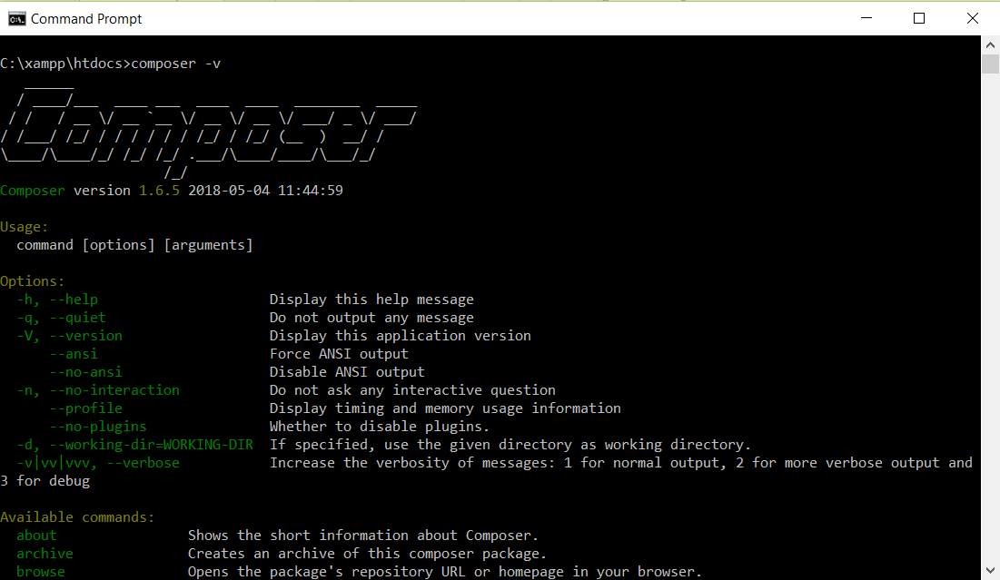 Command Prompt
C:\xampp\htdocs>composer -v
   ______
  / ____/___  ____ ___  ____  ____  ________  _____
 / /   / __ \/ __ `__ \/ __ \/ __ \/ ___/ _ \/ ___/
/ /___/ /_/ / / / / / / /_/ / /_/ (__  )  __/ /
\____/\____/_/ /_/ /_/ .___/\____/____/\___/_/
                    /_/
Composer version 1.6.5 2018-05-04 11:44:59
Usage:
  command [options] [arguments]
Options:
  -h, --help                     Display this help message
  -q, --quiet                    Do not output any message
  -V, --version                  Display this application version
      --ansi                     Force ANSI output
      --no-ansi                  Disable ANSI output
  -n, --no-interaction           Do not ask any interactive question
      --profile                  Display timing and memory usage information
      --no-plugins               Whether to disable plugins.
  -d, --working-dir=WORKING-DIR  If specified, use the given directory as working directory.
  -v|vv|vvv, --verbose           Increase the verbosity of messages: 1 for normal output, 2 for more verbose output and
3 for debug
Available commands:
  about                Shows the short information about Composer.
  archive              Creates an archive of this composer package.
  browse               Opens the package's repository URL or homepage in your browser.